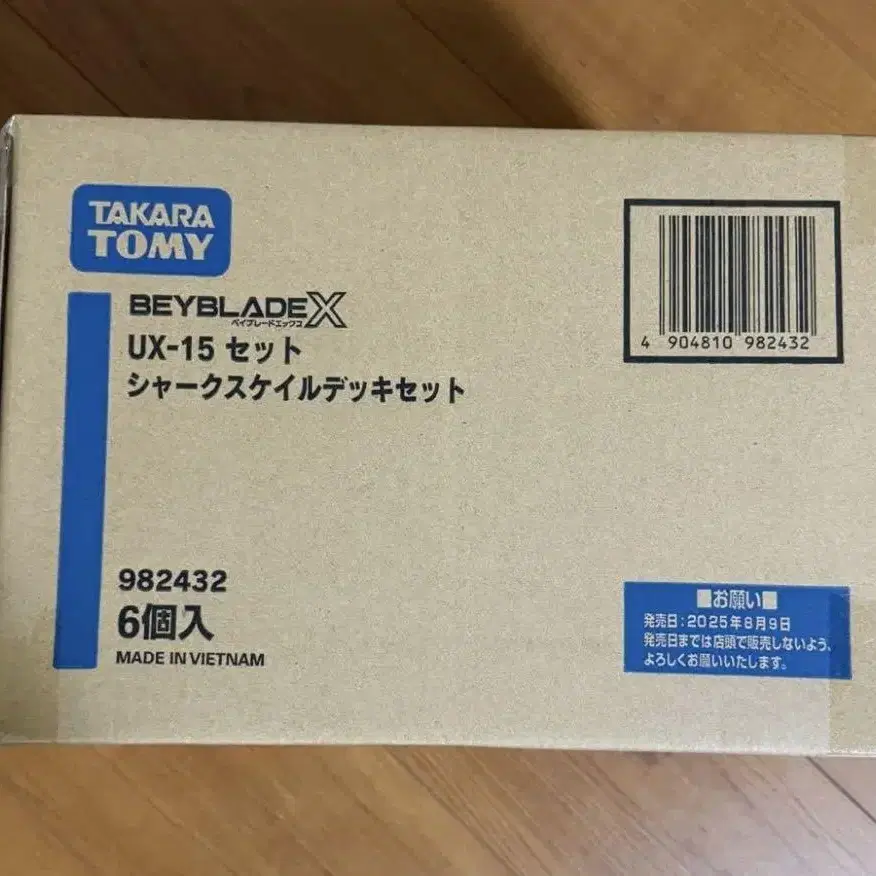 TAKARA
TOMY
BEYBLADE X
ベイブレードエックス
UX-15 セット
シャークスケイルデッキセット
4 904810 982432
982432
6個入
MADE IN VIETNAM
■お願い■
発売日:2025年8月9日
発売日までは店頭で販売しないよう、
よろしくお願いいたします。